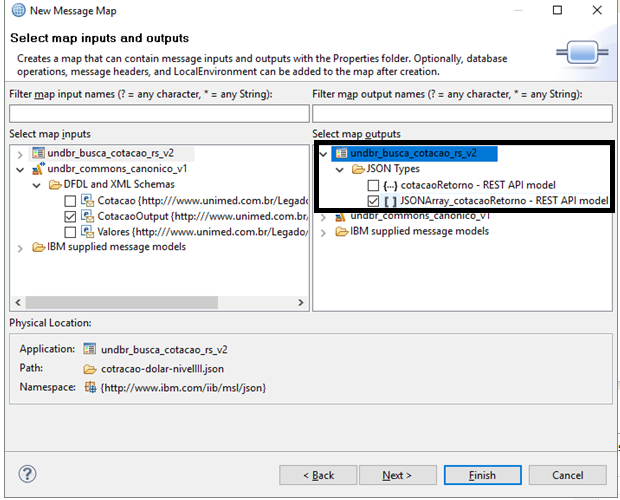 New Message Map
Select map inputs and outputs
Creates a map that can contain message inputs and outputs with the Properties folder. Optionally, database
operations, message headers, and LocalEnvironment can be added to the map after creation.
Filter map input names (? = any character, * = any String):
Filter map output names (? = any character, * = any String):
Select map inputs
undbr_busca_cotacao_rs_v2
undbr_commons_canonico_v1
DFDL and XML Schemas
Cotacao {http://www.unimed.com.br/Legado/
CotacaoOutput {http://www.unimed.com.br/
Valores {http://www.unimed.com.br/Legado/
IBM supplied message models
Select map outputs
undbr_busca_cotacao_rs_v2
JSON Types
{...} cotacaoRetorno - REST API model
[ ] JSONArray_cotacaoRetorno - REST API model
undbr_commons_canonico_v1
IBM supplied message models
Physical Location:
Application: undbr_busca_cotacao_rs_v2
Path: cotracao-dolar-nivellll.json
Namespace: {http://www.ibm.com/iib/msl/json}
?
< Back
Next >
Finish
Cancel